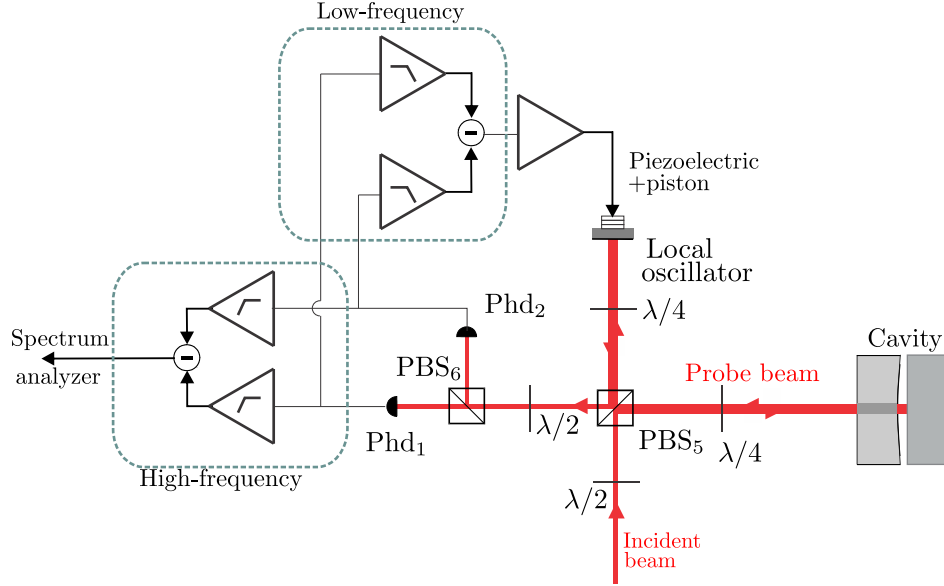 Low-frequency
Piezoelectric
+piston
Local
oscillator
λ/4
Phd₂
Spectrum
analyzer
PBS₆
Cavity
Probe beam
λ/2
PBS₅
λ/4
Phd₁
High-frequency
λ/2
Incident
beam